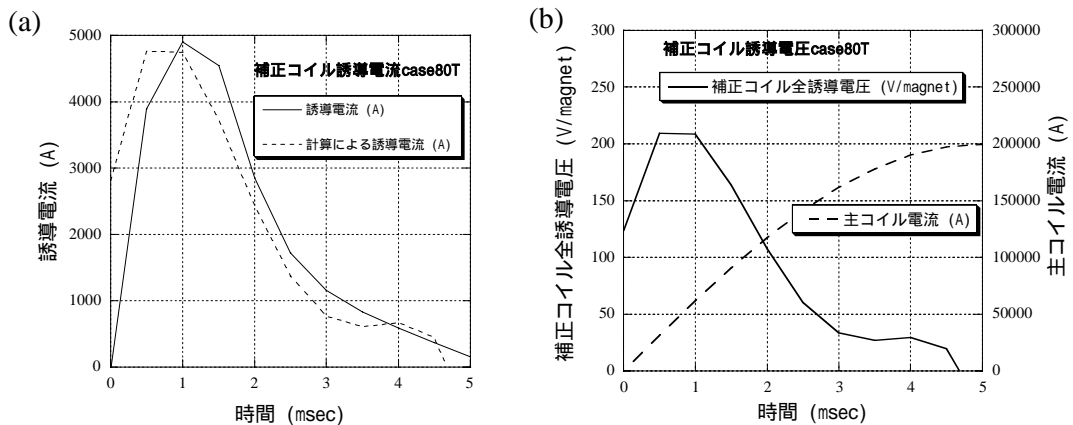 (a)
補正コイル誘導電流case80T
誘導電流 (A)
計算による誘導電流 (A)
誘導電流 (A)
5000
4000
3000
2000
1000
0
0 1 2 3 4 5
時間 (msec)
(b)
補正コイル誘導電圧case80T
補正コイル全誘導電圧 (V/magnet)
主コイル電流 (A)
補正コイル全誘導電圧 (V/magnet)
300
250
200
150
100
50
0
300000
250000
200000
150000
100000
50000
0
主コイル電流 (A)
0 1 2 3 4 5
時間 (msec)